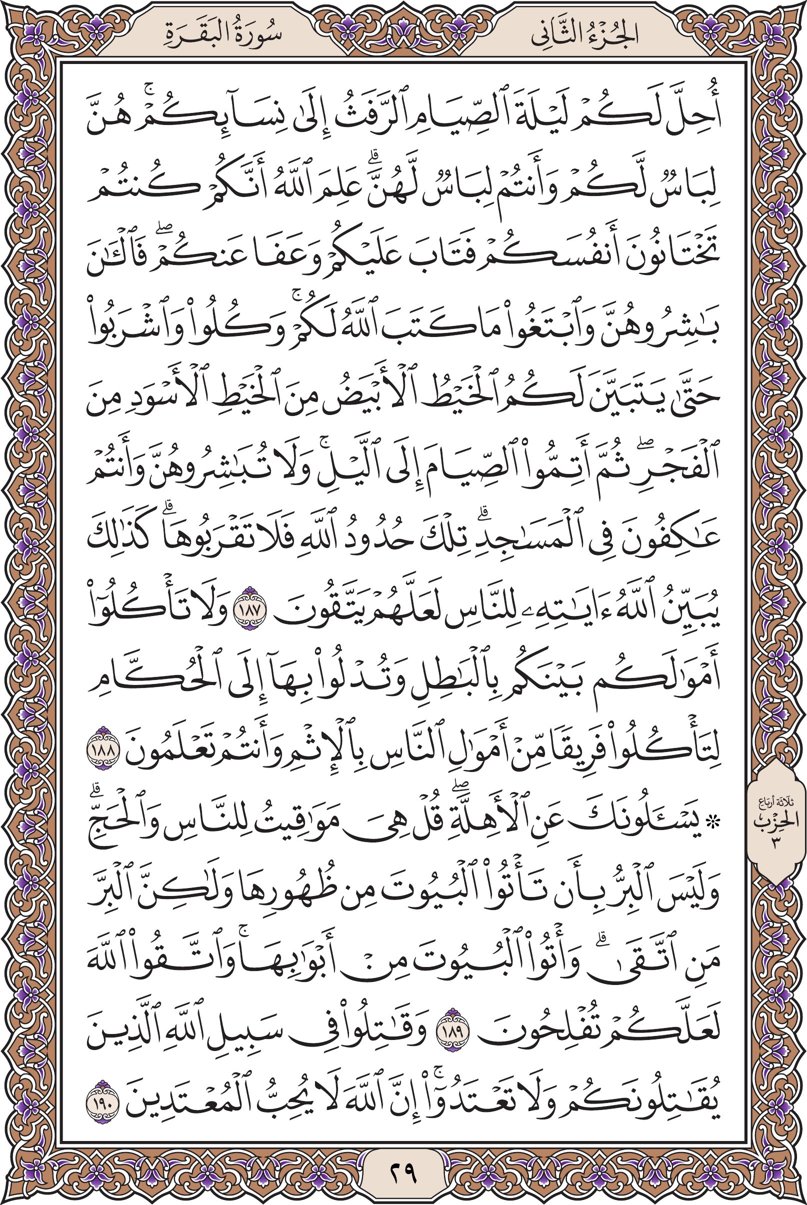 الجُزْءُ الثَّانِي
سُورَةُ البَقَرَةِ
أُحِلَّ لَكُمۡ لَيۡلَةَ ٱلصِّيَامِ ٱلرَّفَثُ إِلَىٰ نِسَآئِكُمۡۚ هُنَّ
لِبَاسٞ لَّكُمۡ وَأَنتُمۡ لِبَاسٞ لَّهُنَّۗ عَلِمَ ٱللَّهُ أَنَّكُمۡ كُنتُمۡ
تَخۡتَانُونَ أَنفُسَكُمۡ فَتَابَ عَلَيۡكُمۡ وَعَفَا عَنكُمۡۖ فَٱلۡـَٰٔنَ
بَٰشِرُوهُنَّ وَٱبۡتَغُواْ مَا كَتَبَ ٱللَّهُ لَكُمۡۚ وَكُلُواْ وَٱشۡرَبُواْ
حَتَّىٰ يَتَبَيَّنَ لَكُمُ ٱلۡخَيۡطُ ٱلۡأَبۡيَضُ مِنَ ٱلۡخَيۡطِ ٱلۡأَسۡوَدِ مِنَ
ٱلۡفَجۡرِۖ ثُمَّ أَتِمُّواْ ٱلصِّيَامَ إِلَى ٱلَّيۡلِۚ وَلَا تُبَٰشِرُوهُنَّ وَأَنتُمۡ
عَٰكِفُونَ فِي ٱلۡمَسَٰجِدِۗ تِلۡكَ حُدُودُ ٱللَّهِ فَلَا تَقۡرَبُوهَاۗ كَذَٰلِكَ
يُبَيِّنُ ٱللَّهُ ءَايَٰتِهِۦ لِلنَّاسِ لَعَلَّهُمۡ يَتَّقُونَ ١٨٧ وَلَا تَأۡكُلُوٓاْ
أَمۡوَٰلَكُم بَيۡنَكُم بِٱلۡبَٰطِلِ وَتُدۡلُواْ بِهَآ إِلَى ٱلۡحُكَّامِ
لِتَأۡكُلُواْ فَرِيقٗا مِّنۡ أَمۡوَٰلِ ٱلنَّاسِ بِٱلۡإِثۡمِ وَأَنتُمۡ تَعۡلَمُونَ ١٨٨
۞ يَسۡـَٔلُونَكَ عَنِ ٱلۡأَهِلَّةِۖ قُلۡ هِيَ مَوَٰقِيتُ لِلنَّاسِ وَٱلۡحَجِّۗ
وَلَيۡسَ ٱلۡبِرُّ بِأَن تَأۡتُواْ ٱلۡبُيُوتَ مِن ظُهُورِهَا وَلَٰكِنَّ ٱلۡبِرَّ
مَنِ ٱتَّقَىٰۗ وَأۡتُواْ ٱلۡبُيُوتَ مِنۡ أَبۡوَٰبِهَاۚ وَٱتَّقُواْ ٱللَّهَ
لَعَلَّكُمۡ تُفۡلِحُونَ ١٨٩ وَقَٰتِلُواْ فِي سَبِيلِ ٱللَّهِ ٱلَّذِينَ
يُقَٰتِلُونَكُمۡ وَلَا تَعۡتَدُوٓاْۚ إِنَّ ٱللَّهَ لَا يُحِبُّ ٱلۡمُعۡتَدِينَ ١٩٠
ثلاثة أرباع
الحِزْب
٣
٢٩